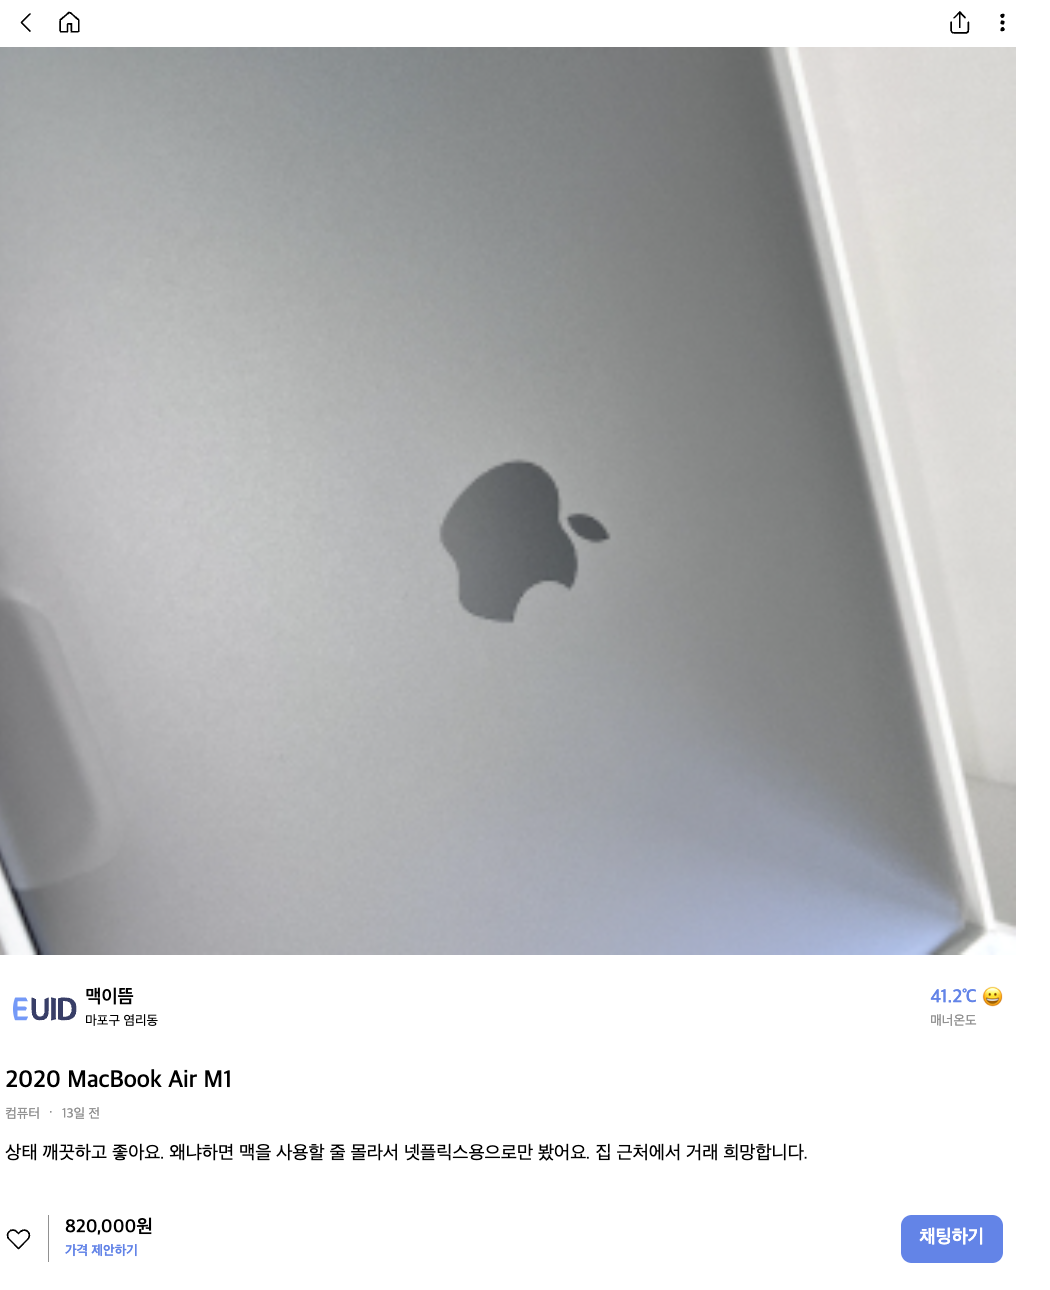 EUID
맥이뜸
마포구 염리동
41.2℃ 😀
매너온도
2020 MacBook Air M1
컴퓨터 · 13일 전
상태 깨끗하고 좋아요. 왜냐하면 맥을 사용할 줄 몰라서 넷플릭스용으로만 봤어요. 집 근처에서 거래 희망합니다.
820,000원
가격 제안하기
채팅하기